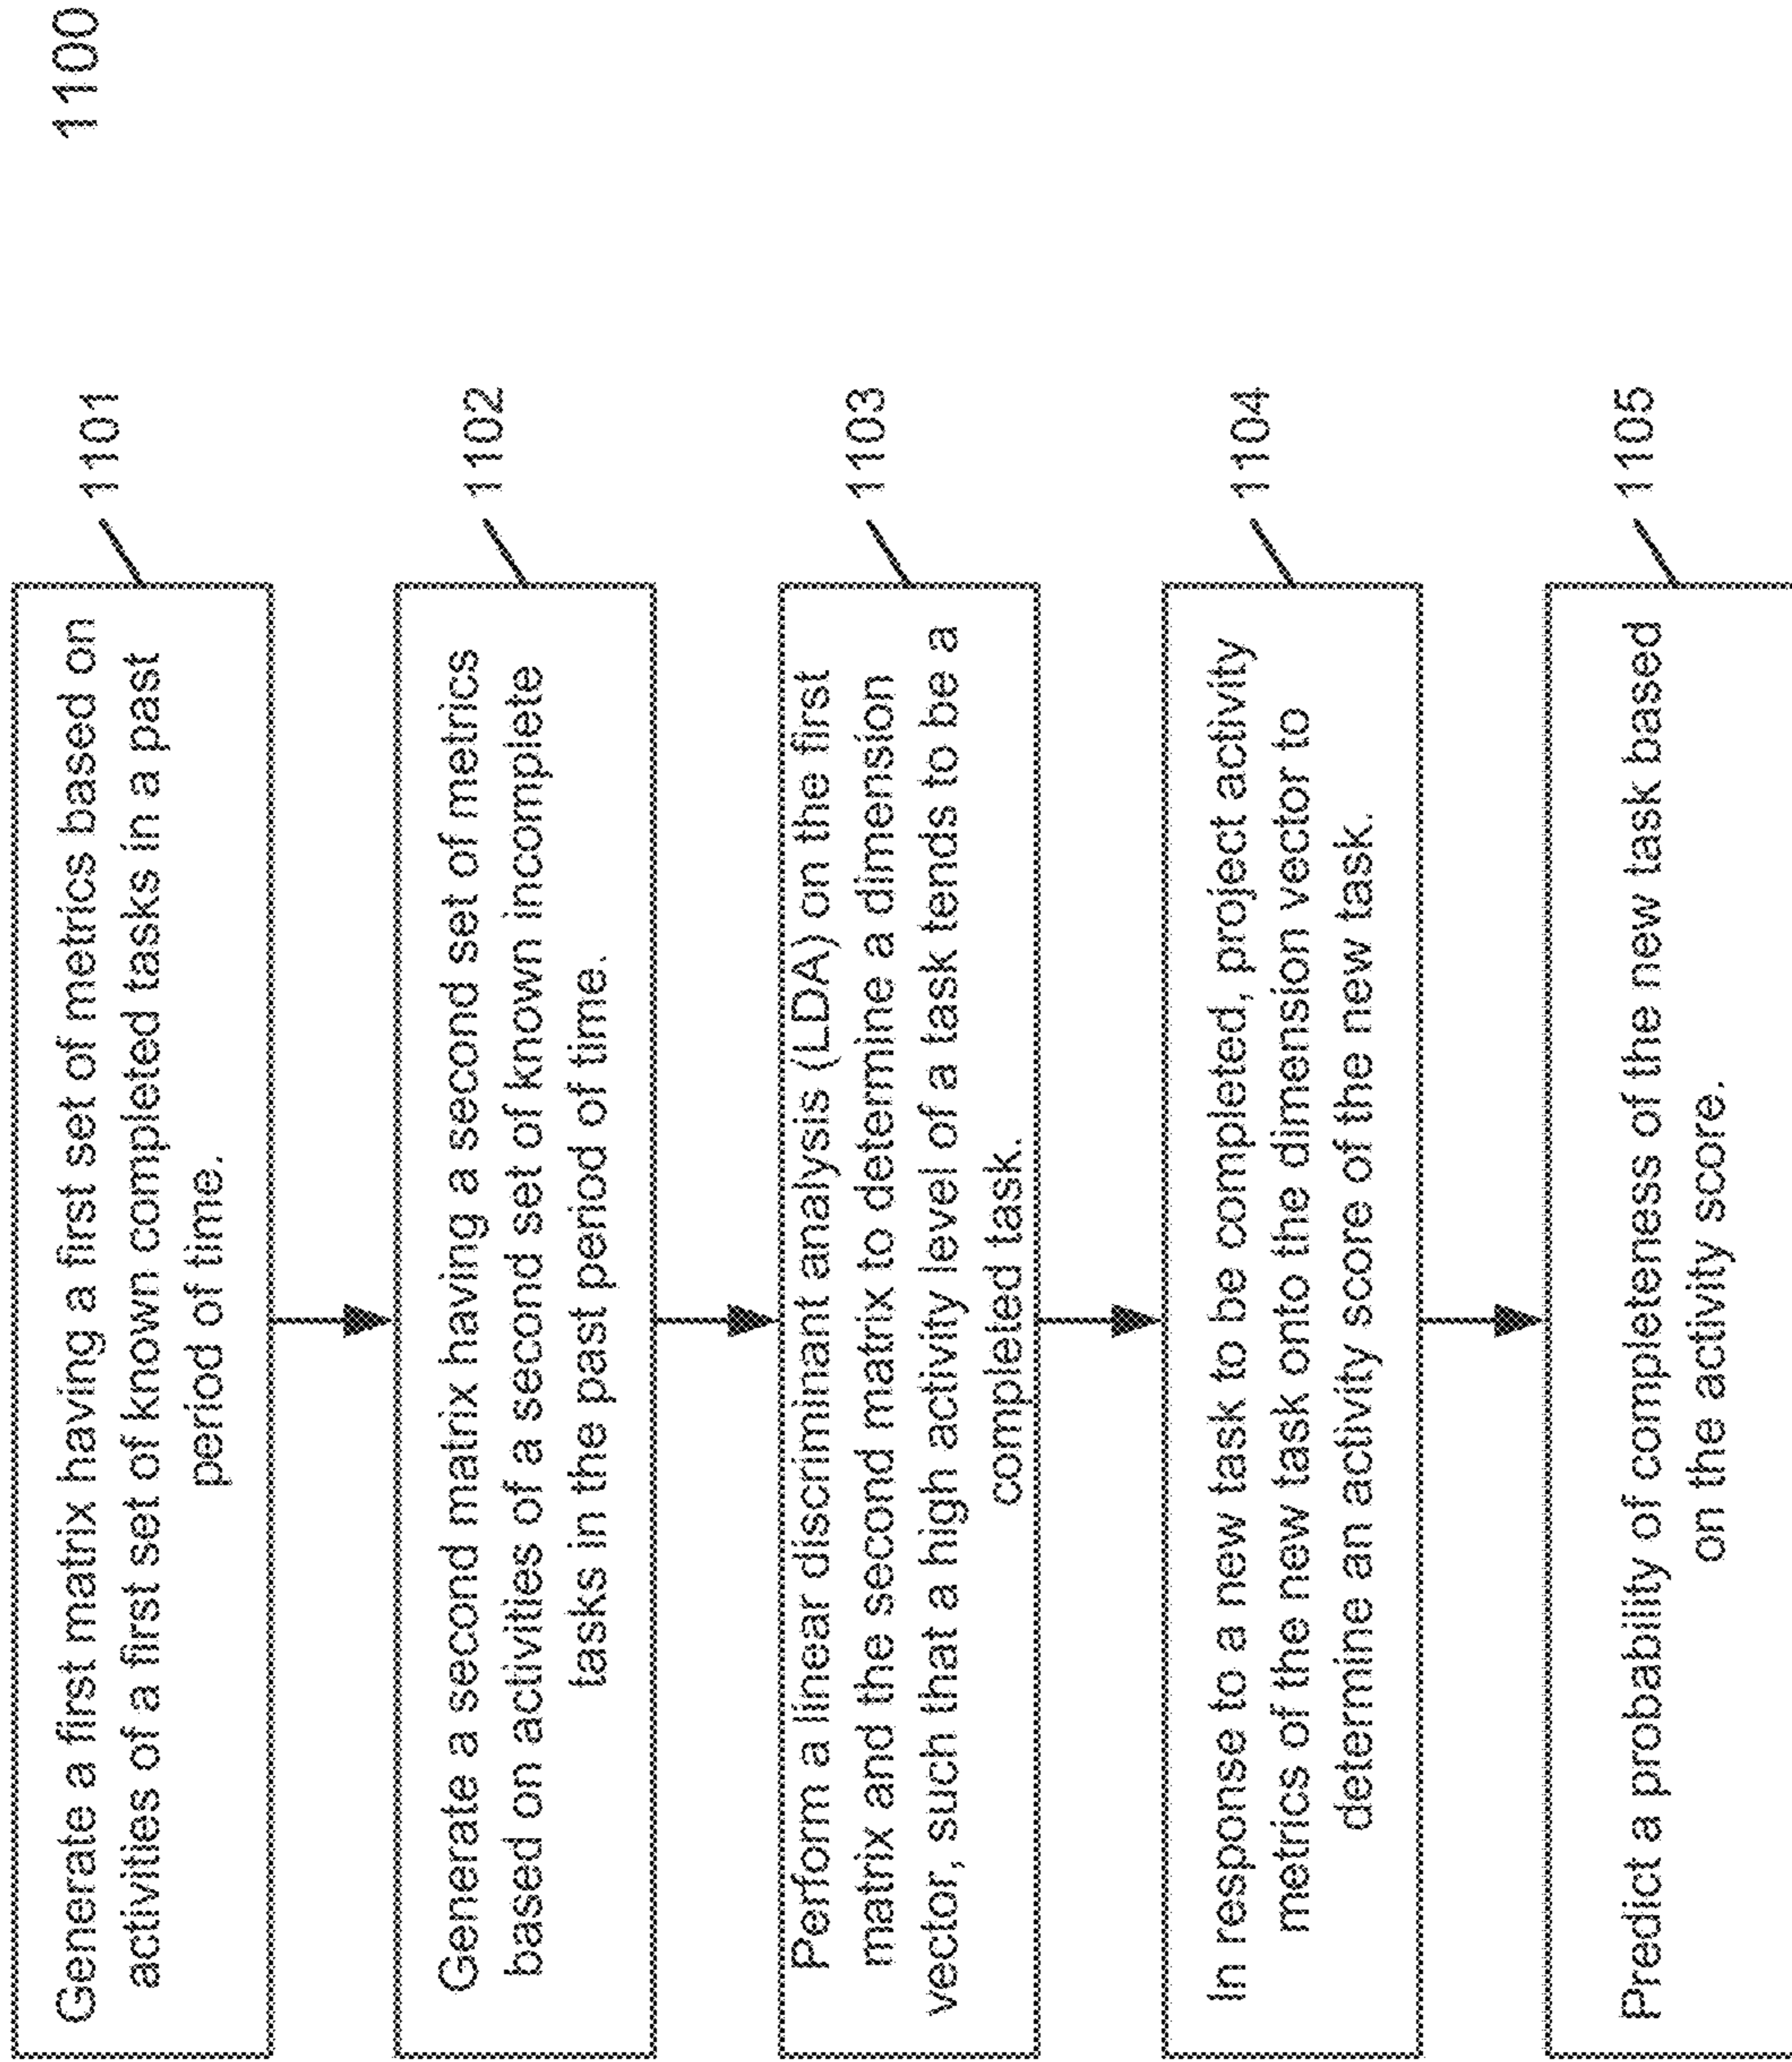 1100
Generate a first matrix having a first set of metrics based on
activities of a first set of known completed tasks in a past
period of time.
1101
Generate a second matrix having a second set of metrics
based on activities of a second set of known incomplete
tasks in the past period of time.
1102
Perform a linear discriminant analysis (LDA) on the first
matrix and the second matrix to determine a dimension
vector, such that a high activity level of a task tends to be a
completed task.
1103
In response to a new task to be completed, project activity
metrics of the new task onto the dimension vector to
determine an activity score of the new task.
1104
Predict a probability of completeness of the new task based
on the activity score.
1105